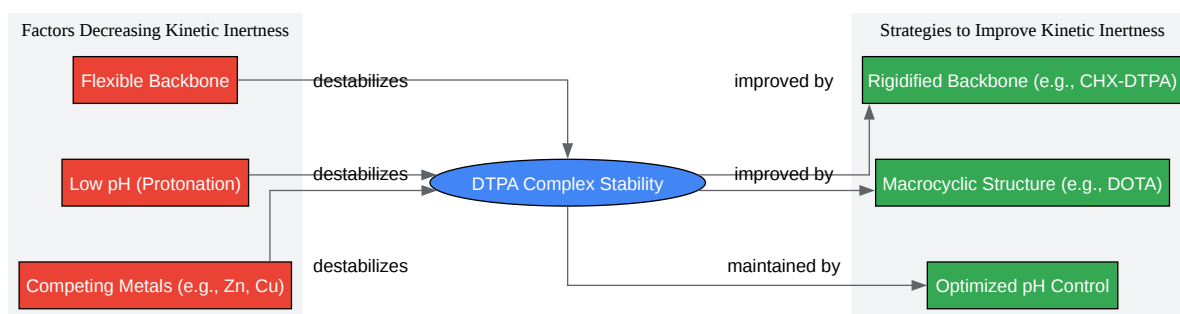 Factors Decreasing Kinetic Inertness
Strategies to Improve Kinetic Inertness
Flexible Backbone
destabilizes
improved by
Rigidified Backbone (e.g., CHX-DTPA)
Low pH (Protonation)
destabilizes
DTPA Complex Stability
improved by
Macrocyclic Structure (e.g., DOTA)
Competing Metals (e.g., Zn, Cu)
destabilizes
maintained by
Optimized pH Control